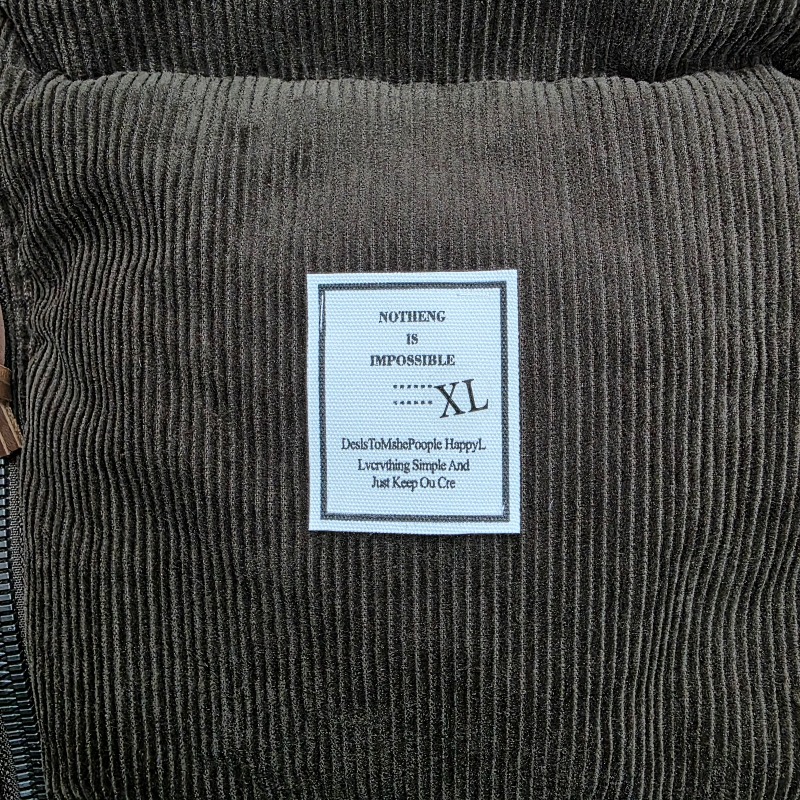 NOTHENG
IS
IMPOSSIBLE
XL
DesIsToMshePoople HappyL
Lvcrvthing Simple And
Just Keep Ou Cre